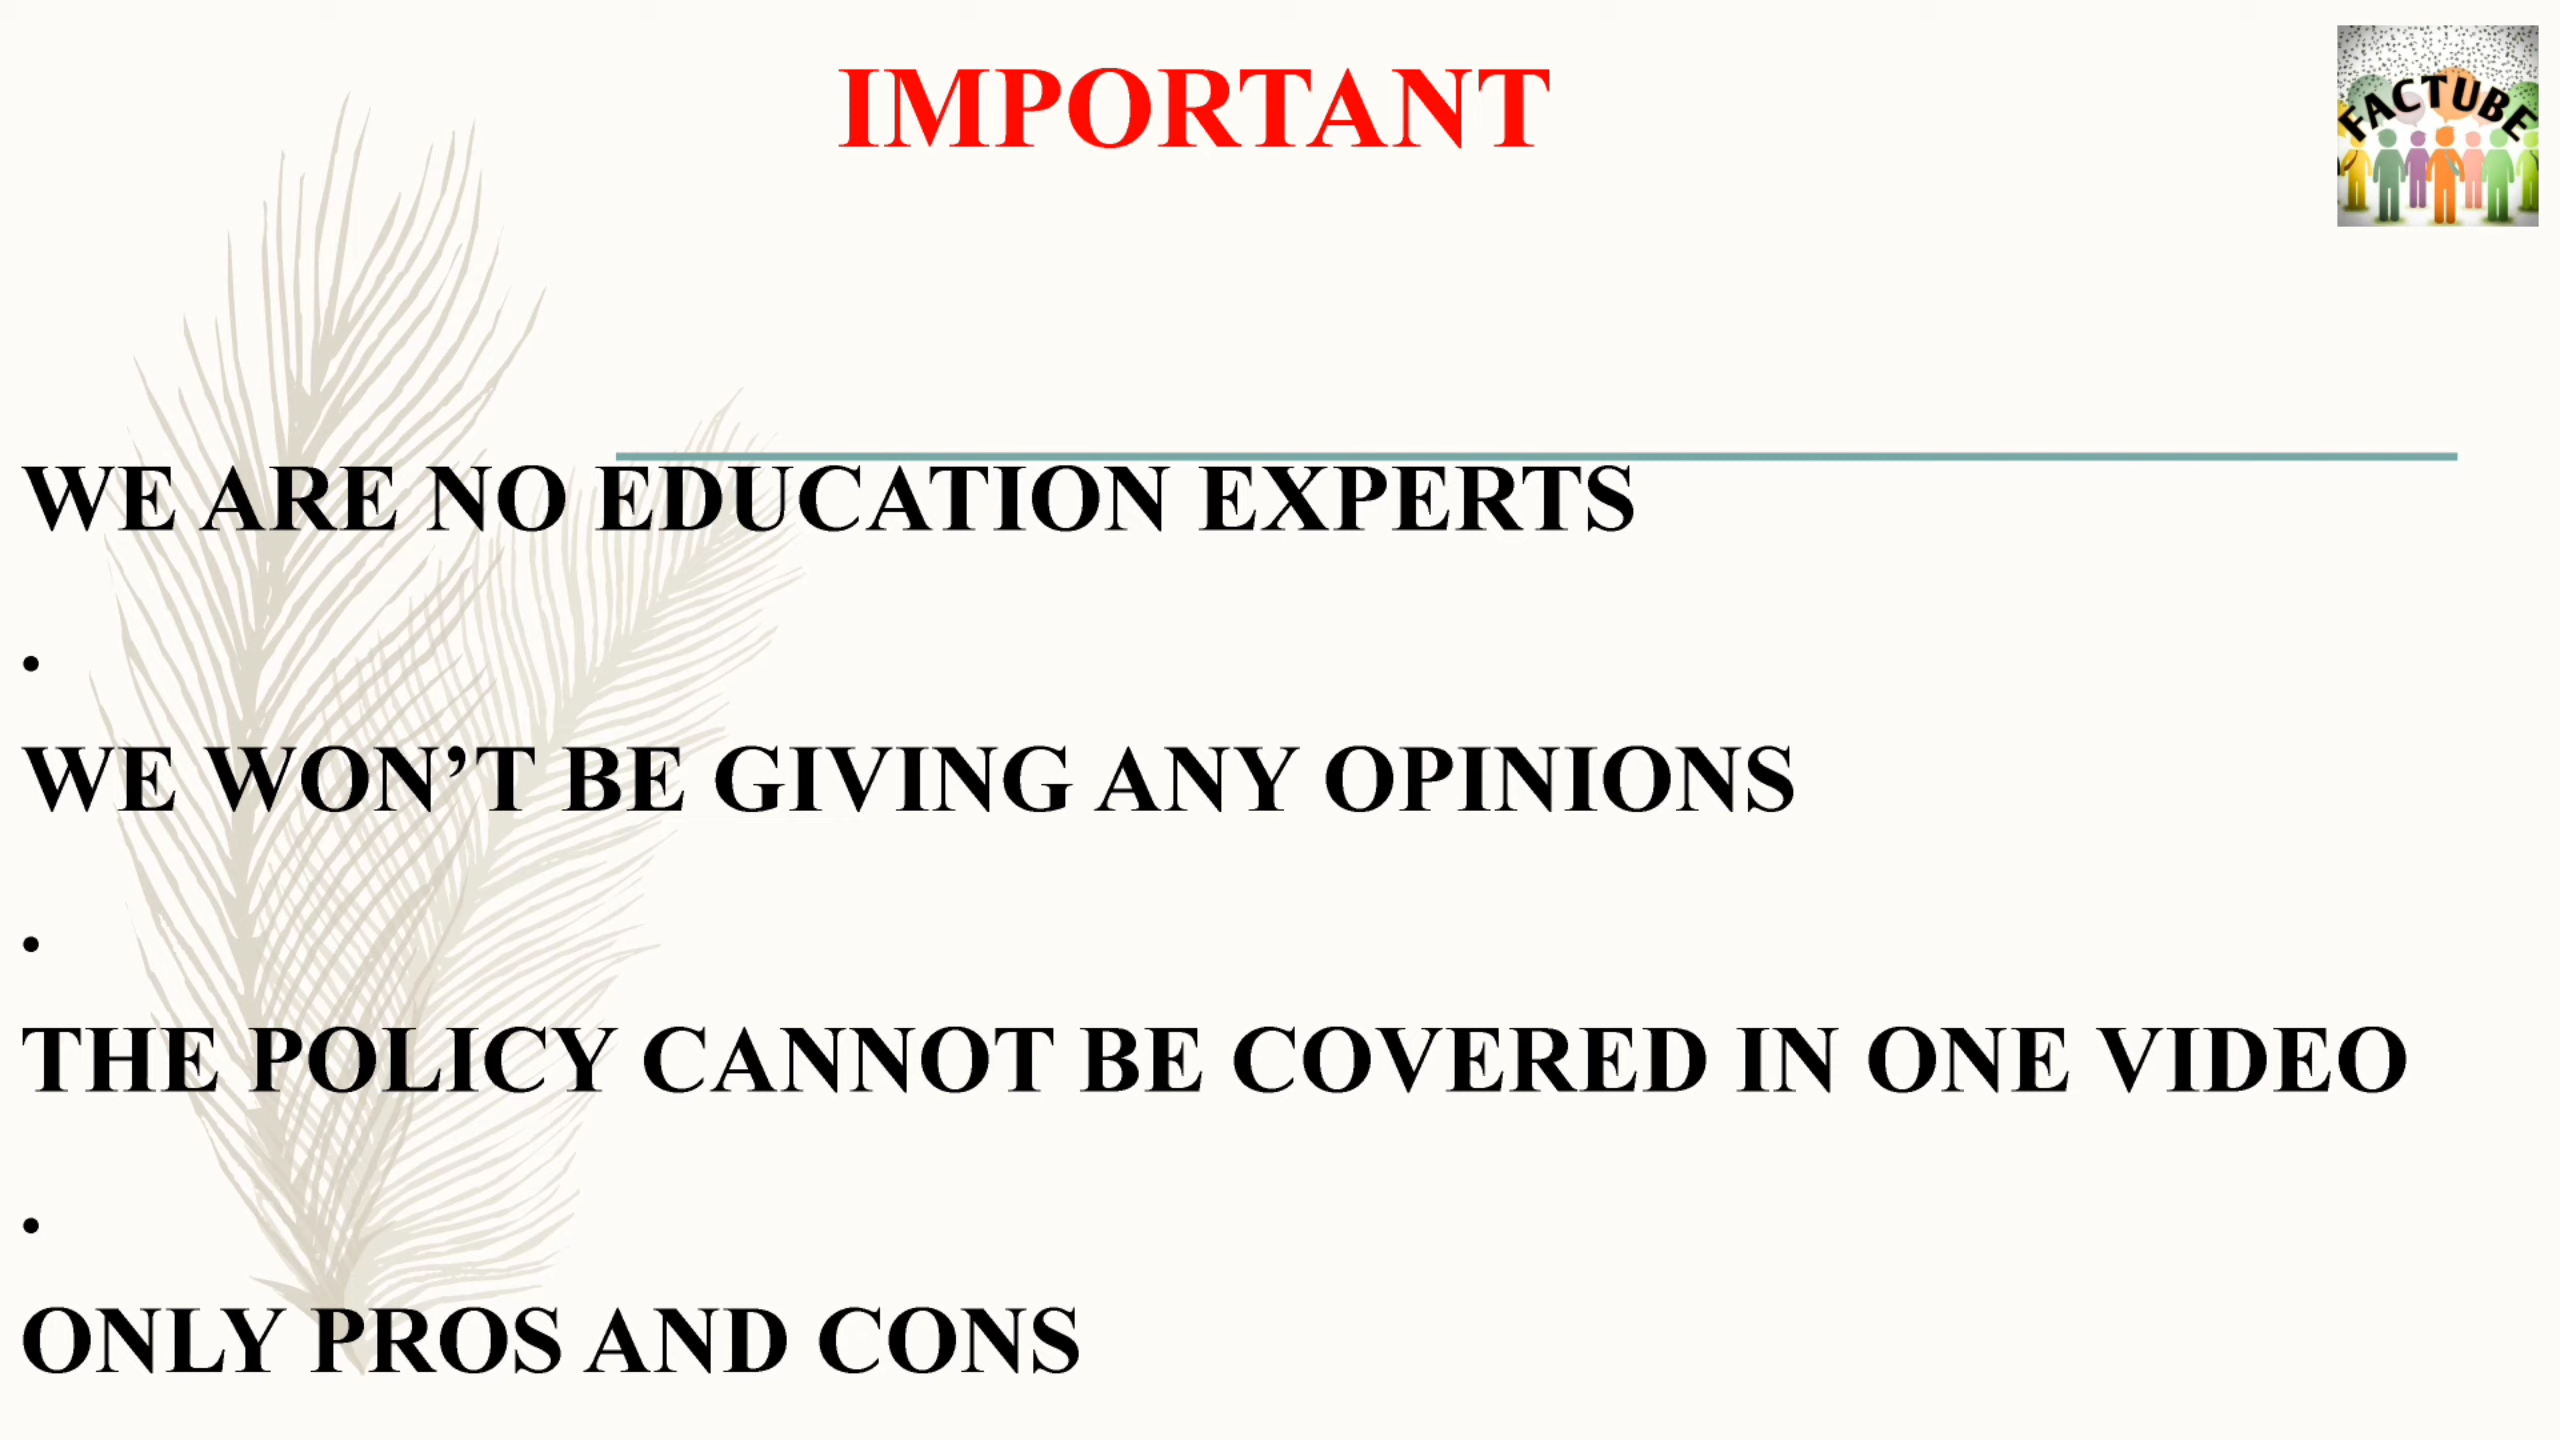 IMPORTANT
FACTUBE
WE ARE NO EDUCATION EXPERTS
.
WE WON’T BE GIVING ANY OPINIONS
.
THE POLICY CANNOT BE COVERED IN ONE VIDEO
.
ONLY PROS AND CONS